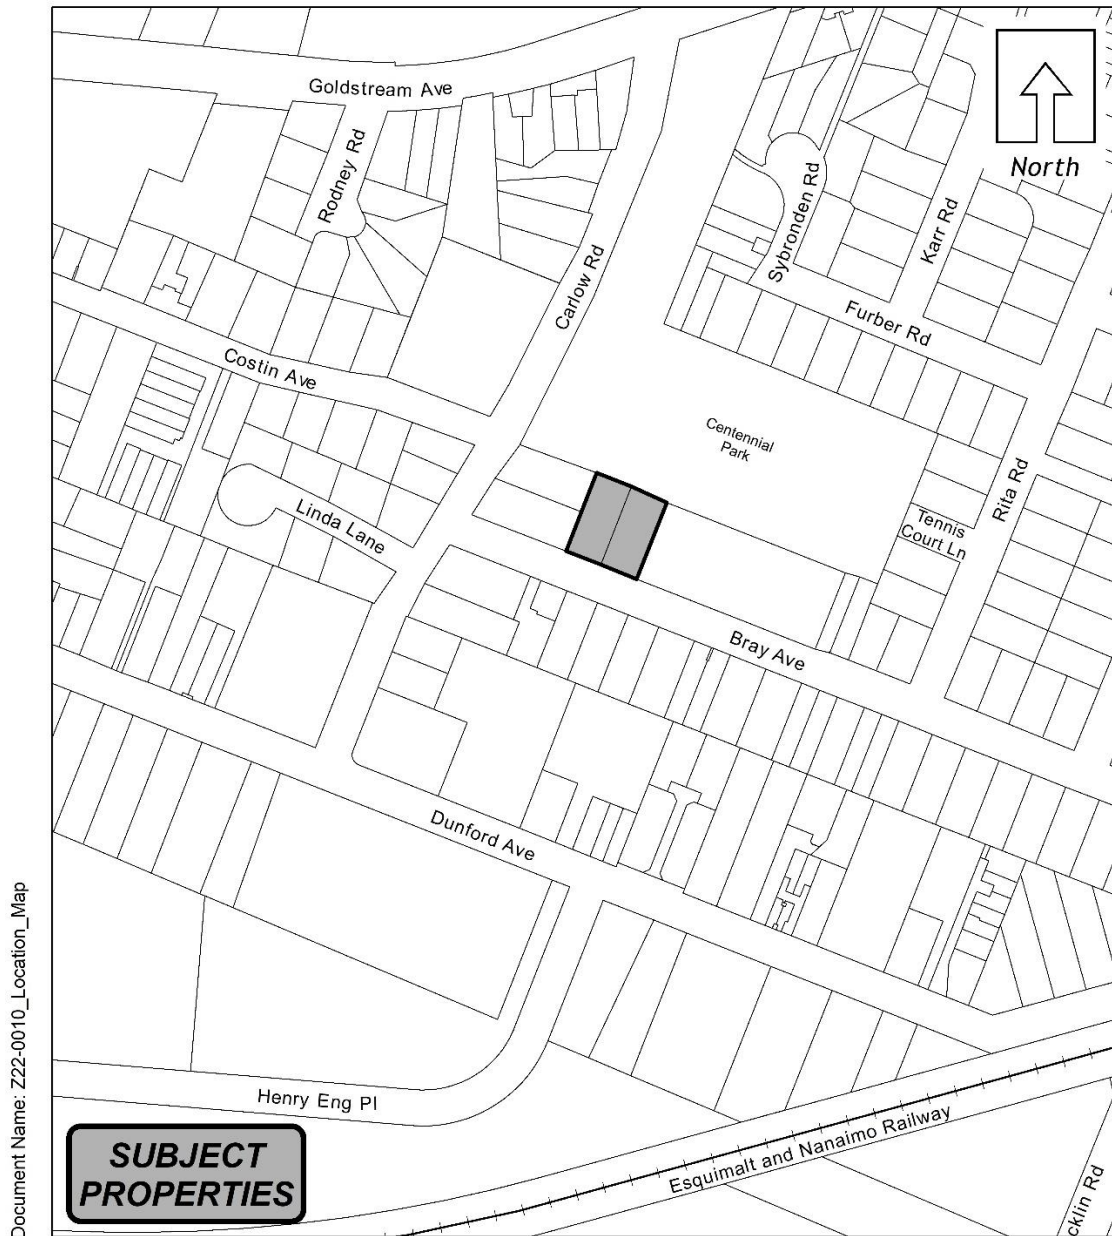 Goldstream Ave
Rodney Rd
North
Sybronden Rd
Karr Rd
Carlow Rd
Furber Rd
Costin Ave
Centennial
Park
Rita Rd
Linda Lane
Tennis
Court Ln
Bray Ave
Dunford Ave
Henry Eng Pl
Esquimalt and Nanaimo Railway
cklin Rd
SUBJECT
PROPERTIES
Document Name: Z22-0010_Location_Map